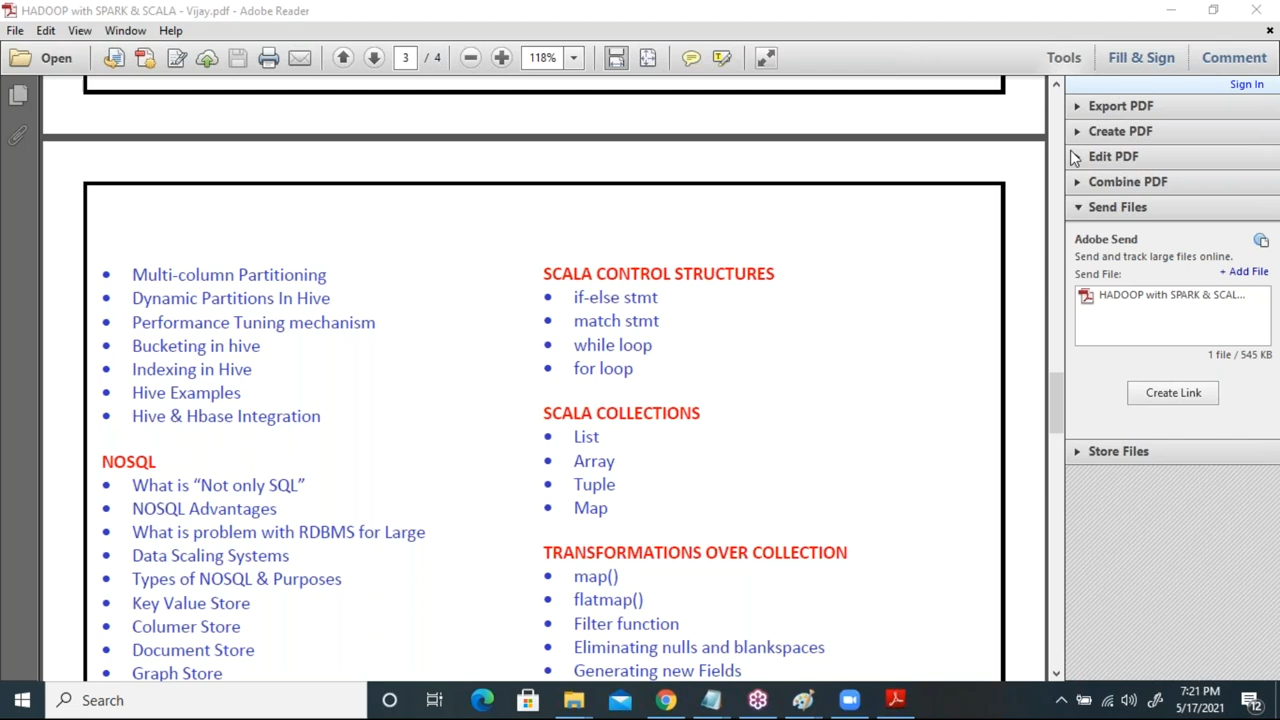 HADOOP with SPARK & SCALA - Vijay.pdf - Adobe Reader
File Edit View Window Help
Open
3 / 4
118%
Tools Fill & Sign Comment
Sign In
Export PDF
Create PDF
Edit PDF
Combine PDF
Send Files
Adobe Send
Send and track large files online.
Send File:
+ Add File
HADOOP with SPARK & SCAL...
1 file / 545 KB
Create Link
Store Files
• Multi-column Partitioning
• Dynamic Partitions In Hive
• Performance Tuning mechanism
• Bucketing in hive
• Indexing in Hive
• Hive Examples
• Hive & Hbase Integration
NOSQL
• What is “Not only SQL”
• NOSQL Advantages
• What is problem with RDBMS for Large
• Data Scaling Systems
• Types of NOSQL & Purposes
• Key Value Store
• Columer Store
• Document Store
• Graph Store
SCALA CONTROL STRUCTURES
• if-else stmt
• match stmt
• while loop
• for loop
SCALA COLLECTIONS
• List
• Array
• Tuple
• Map
TRANSFORMATIONS OVER COLLECTION
• map()
• flatmap()
• Filter function
• Eliminating nulls and blankspaces
• Generating new Fields
Search
7:21 PM
5/17/2021
12